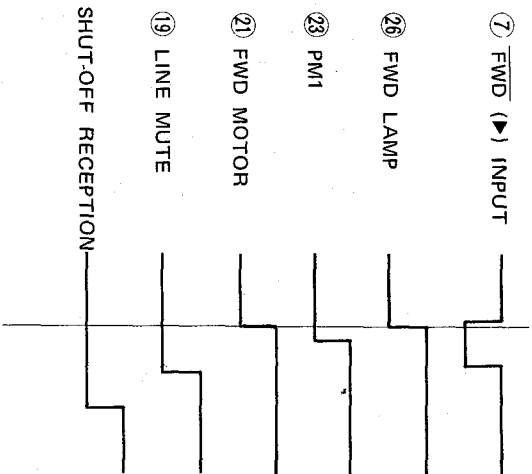 ⑦ FWD (▶) INPUT
㉖ FWD LAMP
㉓ PM1
㉑ FWD MOTOR
⑲ LINE MUTE
SHUT-OFF RECEPTION